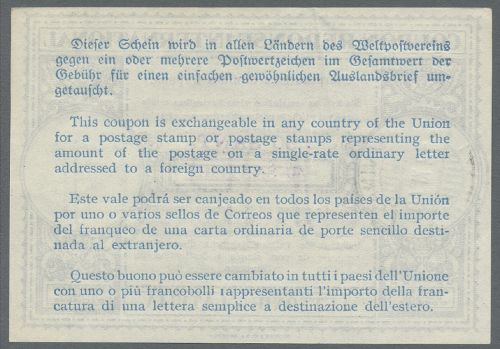 Dieser Schein wird in allen Ländern des Weltpostvereins
gegen ein oder mehrere Postwertzeichen im Gesamtwert der
Gebühr für einen einfachen gewöhnlichen Auslandsbrief um-
getauscht.
This coupon is exchangeable in any country of the Union
for a postage stamp or postage stamps representing the
amount of the postage on a single-rate ordinary letter
addressed to a foreign country.
Este vale podrá ser canjeado en todos los países de la Unión
por uno o varios sellos de Correos que representen el importe
del franqueo de una carta ordinaria de porte sencillo desti-
nada al extranjero.
Questo buono può essere cambiato in tutti i paesi dell'Unione
con uno o più francobolli rappresentanti l'importo della fran-
catura di una lettera semplice a destinazione dell'estero.